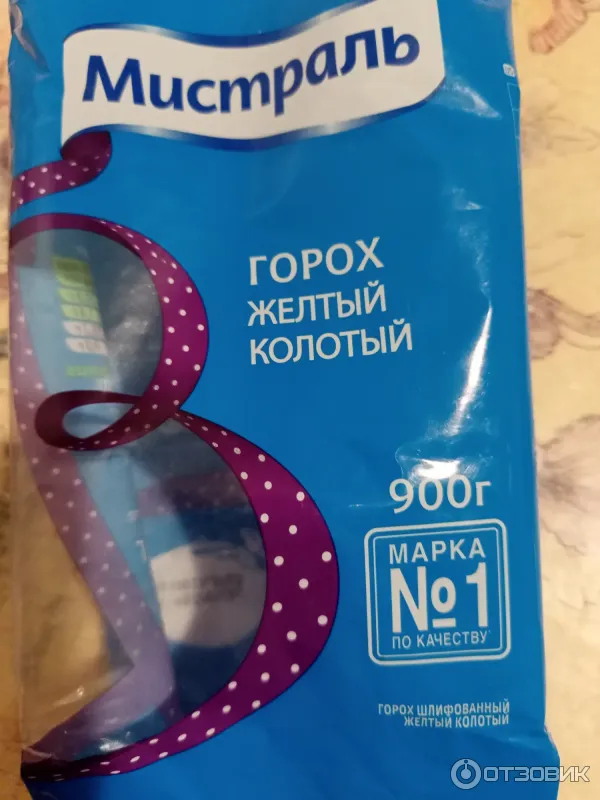 Мистраль
ГОРОХ
ЖЕЛТЫЙ
КОЛОТЫЙ
900г
МАРКА
№1
ПО КАЧЕСТВУ
ГОРОХ ШЛИФОВАННЫЙ
ЖЕЛТЫЙ КОЛОТЫЙ
ОТЗОВИК